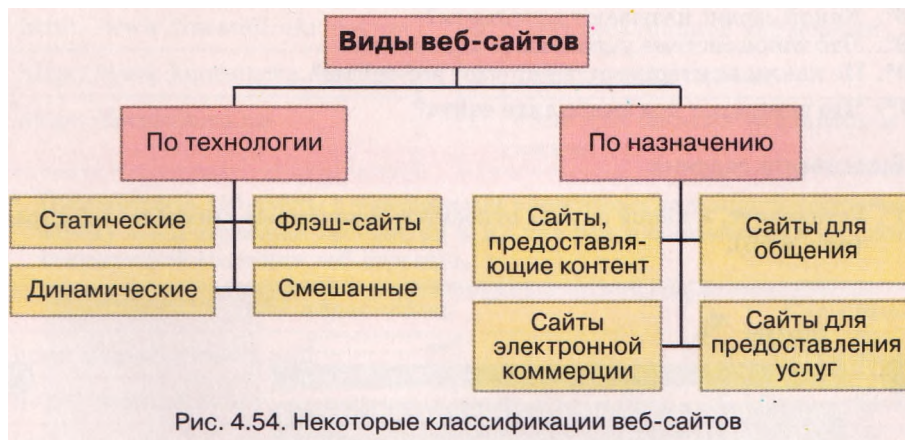 Виды веб-сайтов
По технологии
По назначению
Статические
Флэш-сайты
Динамические
Смешанные
Сайты,
предоставля-
ющие контент
Сайты для
общения
Сайты
электронной
коммерции
Сайты для
предоставления
услуг
Рис. 4.54. Некоторые классификации веб-сайтов